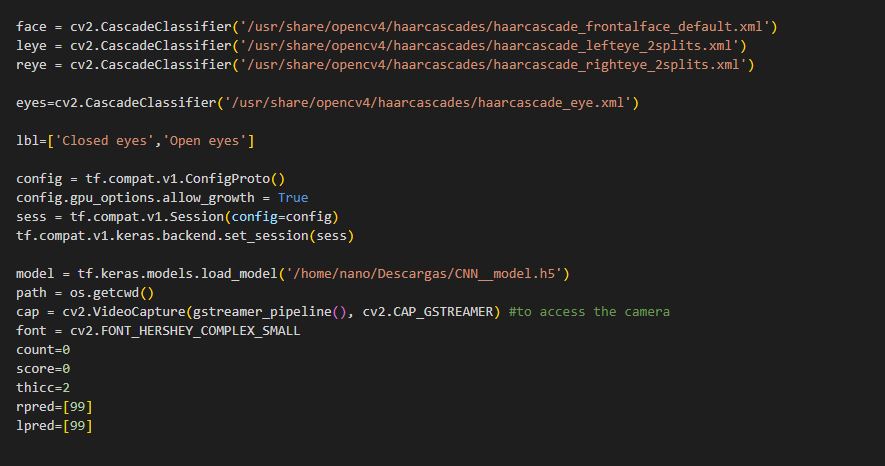 face = cv2.CascadeClassifier('/usr/share/opencv4/haarcascades/haarcascade_frontalface_default.xml')
leye = cv2.CascadeClassifier('/usr/share/opencv4/haarcascades/haarcascade_lefteye_2splits.xml')
reye = cv2.CascadeClassifier('/usr/share/opencv4/haarcascades/haarcascade_righteye_2splits.xml')
eyes=cv2.CascadeClassifier('/usr/share/opencv4/haarcascades/haarcascade_eye.xml')
lbl=['Closed eyes','Open eyes']
config = tf.compat.v1.ConfigProto()
config.gpu_options.allow_growth = True
sess = tf.compat.v1.Session(config=config)
tf.compat.v1.keras.backend.set_session(sess)
model = tf.keras.models.load_model('/home/nano/Descargas/CNN__model.h5')
path = os.getcwd()
cap = cv2.VideoCapture(gstreamer_pipeline(), cv2.CAP_GSTREAMER) #to access the camera
font = cv2.FONT_HERSHEY_COMPLEX_SMALL
count=0
score=0
thicc=2
rpred=[99]
lpred=[99]